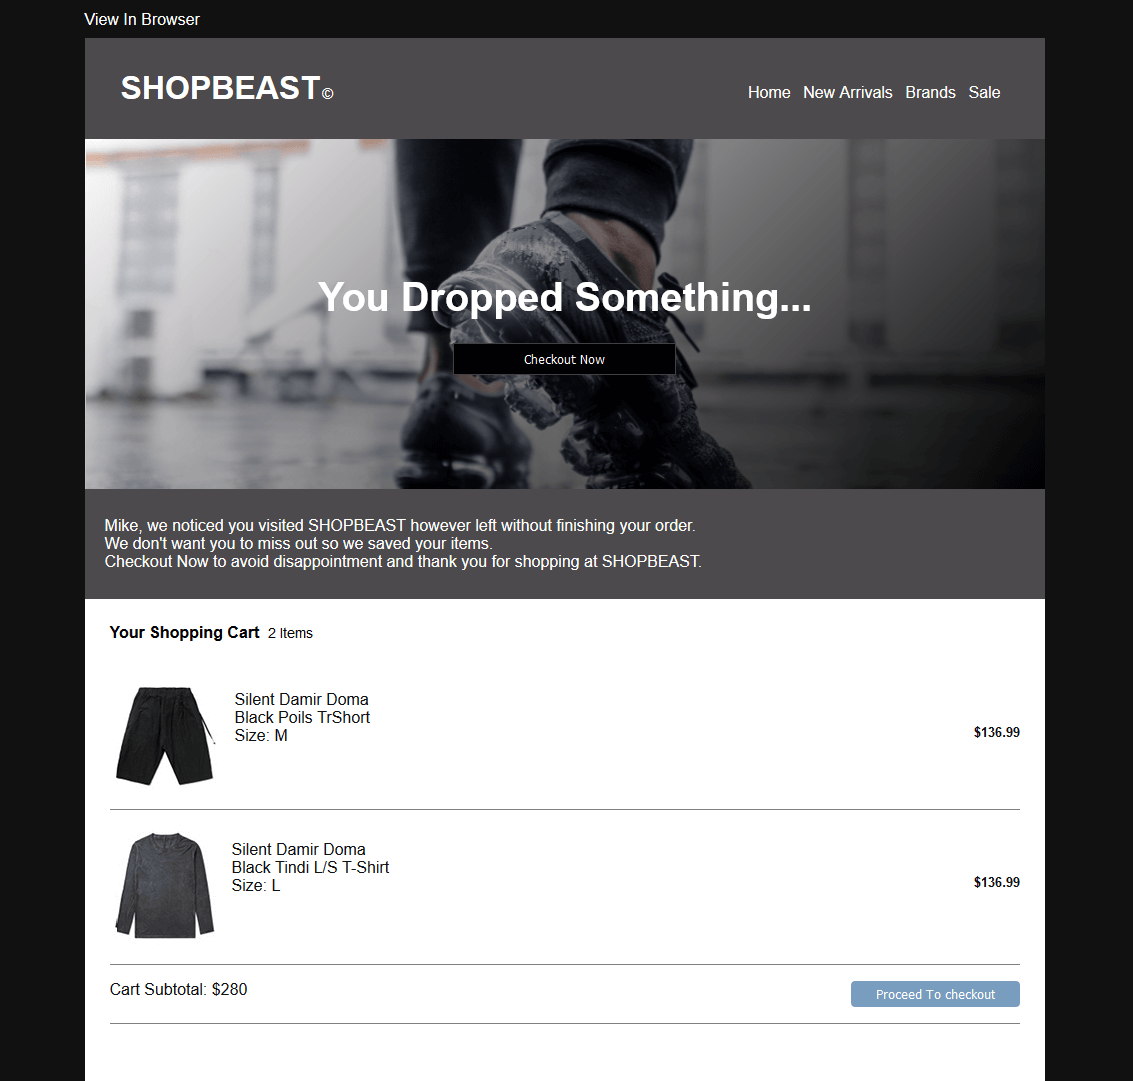 View In Browser
SHOPBEAST©
Home New Arrivals Brands Sale
You Dropped Something...
Checkout Now
Mike, we noticed you visited SHOPBEAST however left without finishing your order.
We don't want you to miss out so we saved your items.
Checkout Now to avoid disappointment and thank you for shopping at SHOPBEAST.
Your Shopping Cart 2 Items
Silent Damir Doma
Black Poils TrShort
Size: M
$136.99
Silent Damir Doma
Black Tindi L/S T-Shirt
Size: L
$136.99
Cart Subtotal: $280
Proceed To checkout